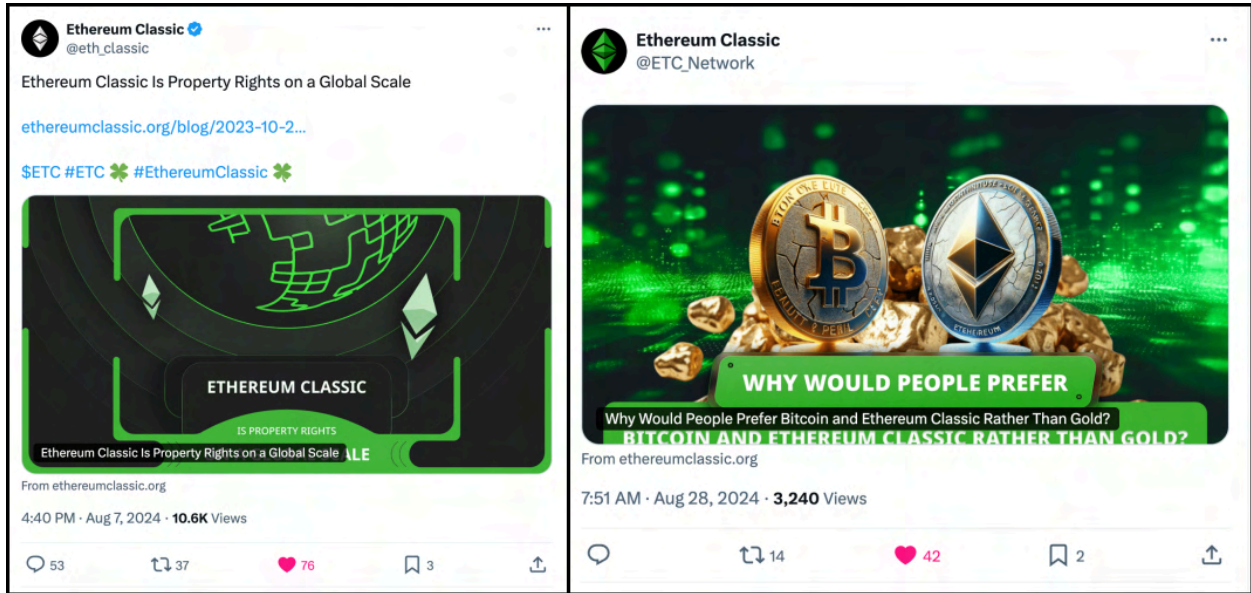 Ethereum Classic
@eth_classic
Ethereum Classic Is Property Rights on a Global Scale
ethereumclassic.org/blog/2023-10-2...
$ETC #ETC 🍀 #EthereumClassic 🍀
ETHEREUM CLASSIC
IS PROPERTY RIGHTS
ALE
Ethereum Classic Is Property Rights on a Global Scale
From ethereumclassic.org
4:40 PM · Aug 7, 2024 · 10.6K Views
53 37 76 3
Ethereum Classic
@ETC_Network
WHY WOULD PEOPLE PREFER
Why Would People Prefer Bitcoin and Ethereum Classic Rather Than Gold?
BITCOIN AND ETHEREUM CLASSIC RATHER THAN GOLD?
From ethereumclassic.org
7:51 AM · Aug 28, 2024 · 3,240 Views
14 42 2